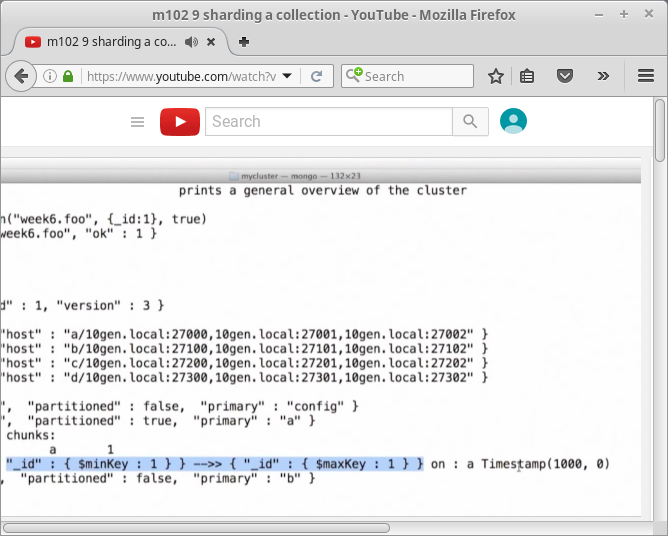 m102 9 sharding a collection - YouTube - Mozilla Firefox
m102 9 sharding a co...
https://www.youtube.com/watch?v
Search
Search
mycluster — mongo — 132×23
prints a general overview of the cluster
n("week6.foo", {_id:1}, true)
week6.foo", "ok" : 1 }
d" : 1, "version" : 3 }
"host" : "a/10gen.local:27000,10gen.local:27001,10gen.local:27002" }
"host" : "b/10gen.local:27100,10gen.local:27101,10gen.local:27102" }
"host" : "c/10gen.local:27200,10gen.local:27201,10gen.local:27202" }
"host" : "d/10gen.local:27300,10gen.local:27301,10gen.local:27302" }
", "partitioned" : false, "primary" : "config" }
", "partitioned" : true, "primary" : "a" }
chunks:
a 1
"_id" : { $minKey : 1 } } -->> { "_id" : { $maxKey : 1 } } on : a Timestamp(1000, 0)
, "partitioned" : false, "primary" : "b" }